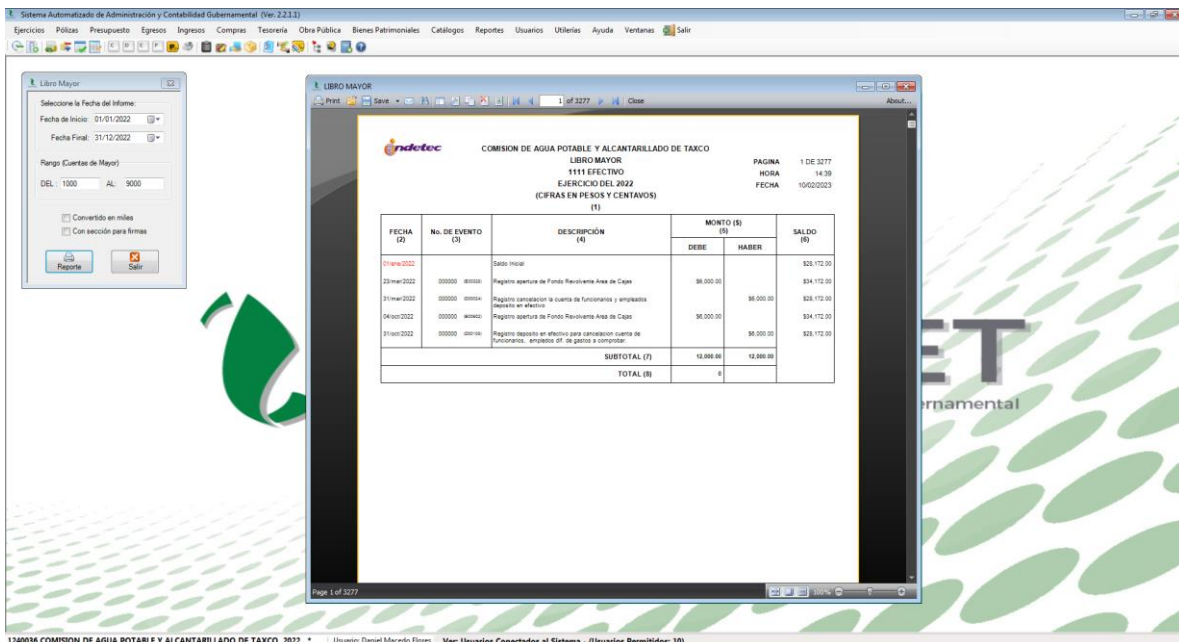 Sistema Automatizado de Administración y Contabilidad Gubernamental (Ver. 2.2.1.1)
Ejercicios Pólizas Presupuesto Egresos Ingresos Compras Tesorería Obra Pública Bienes Patrimoniales Catálogos Reportes Usuarios Utilerías Ayuda Ventanas Salir
Libro Mayor
Seleccione la Fecha del Informe:
Fecha de Inicio: 01/01/2022
Fecha Final: 31/12/2022
Rango (Cuentas de Mayor)
DEL : 1000 AL: 9000
Convertido en miles
Con sección para firmas
Reporte Salir
LIBRO MAYOR
Print Save 1 of 3277 Close About...
indetec
COMISION DE AGUA POTABLE Y ALCANTARILLADO DE TAXCO
LIBRO MAYOR PAGINA 1 DE 3277
1111 EFECTIVO HORA 14:39
EJERCICIO DEL 2022 FECHA 10/02/2023
(CIFRAS EN PESOS Y CENTAVOS)
(1)
FECHA (2) No. DE EVENTO (3) DESCRIPCIÓN (4) MONTO ($) (5) SALDO (6)
DEBE HABER
01/ene/2022 Saldo Inicial $28,172.00
23/mar/2022 000000 Registro apertura de Fondo Revolvente Area de Cajas $6,000.00 $34,172.00
31/mar/2022 000000 Registro cancelacion la cuenta de funcionarios y empleados $6,000.00 $28,172.00
deposito en efectivo
04/oct/2022 000000 Registro apertura de Fondo Revolvente Area de Cajas $6,000.00 $34,172.00
31/oct/2022 000000 Registro deposito en efectivo para cancelacion cuenta de $6,000.00 $28,172.00
funcionarios, empledos dif. de gastos a comprobar.
SUBTOTAL (7) 12,000.00 12,000.00
TOTAL (8) 0
ET
ernamental
Page 1 of 3277 100%
1240036 COMISION DE AGUA POTABLE Y ALCANTARILLADO DE TAXCO 2022 * Usuario: Daniel Macedo Flores Ver: Usuarios Conectados al Sistema - (Usuarios Permitidos: 10)